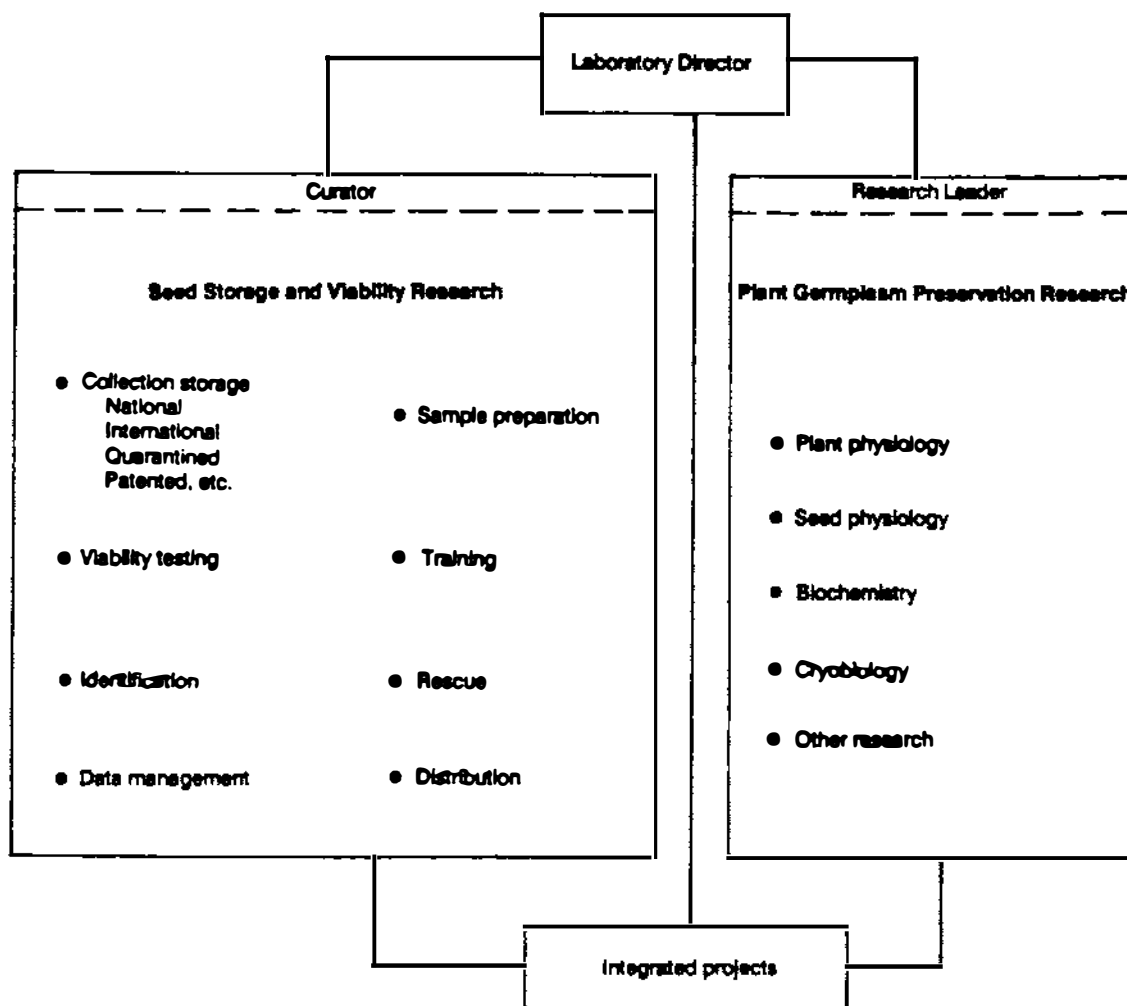 Laboratory Director
Curator
Seed Storage and Viability Research
● Collection storage
National
International
Quarantined
Patented, etc.
● Viability testing
● Identification
● Data management
● Sample preparation
● Training
● Rescue
● Distribution
Research Leader
Plant Germplasm Preservation Research
● Plant physiology
● Seed physiology
● Biochemistry
● Cryobiology
● Other research
Integrated projects